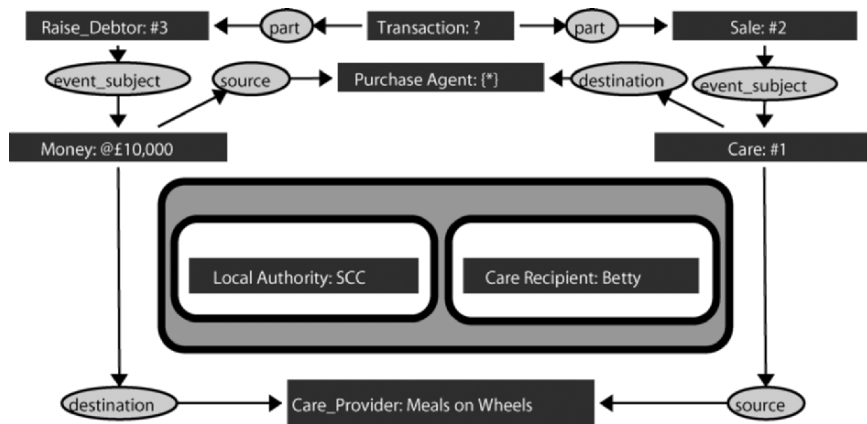 Raise_Debtor: #3
part
Transaction: ?
part
Sale: #2
event_subject
source
Purchase Agent: {*}
destination
event_subject
Money: @£10,000
Care: #1
Local Authority: SCC
Care Recipient: Betty
destination
Care_Provider: Meals on Wheels
source